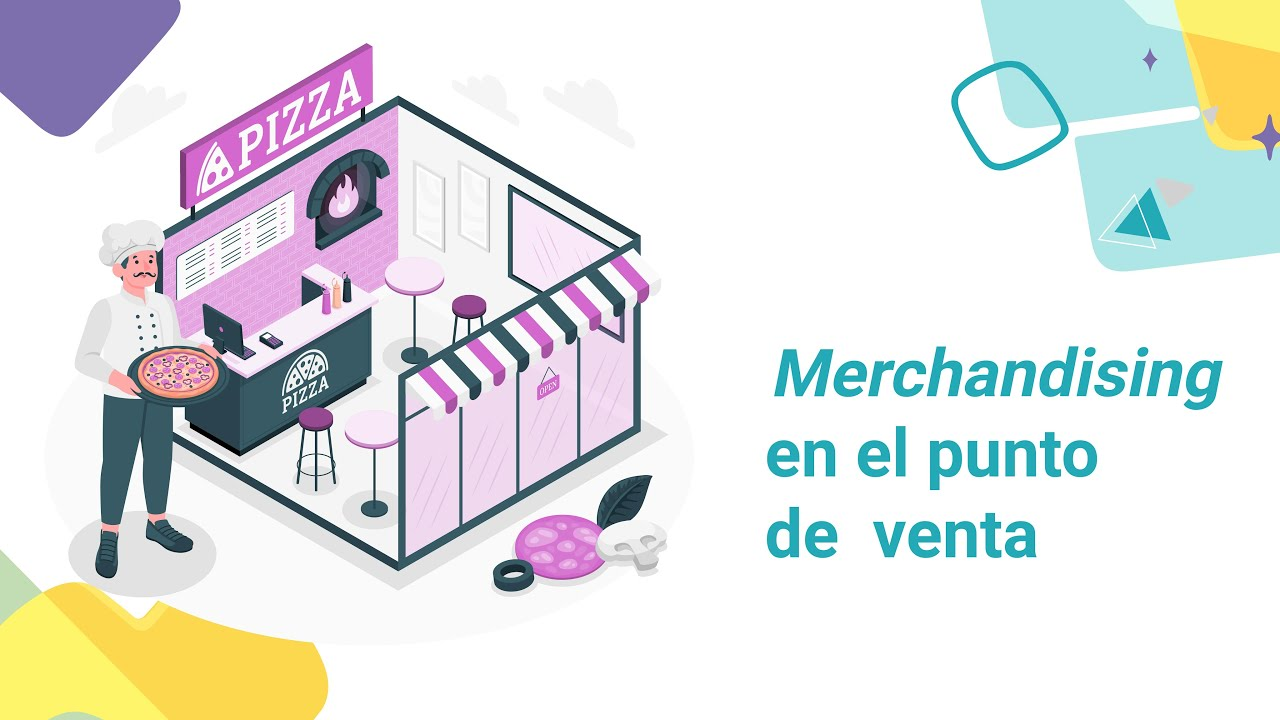 PIZZA
PIZZA
OPEN
Merchandising
en el punto
de venta